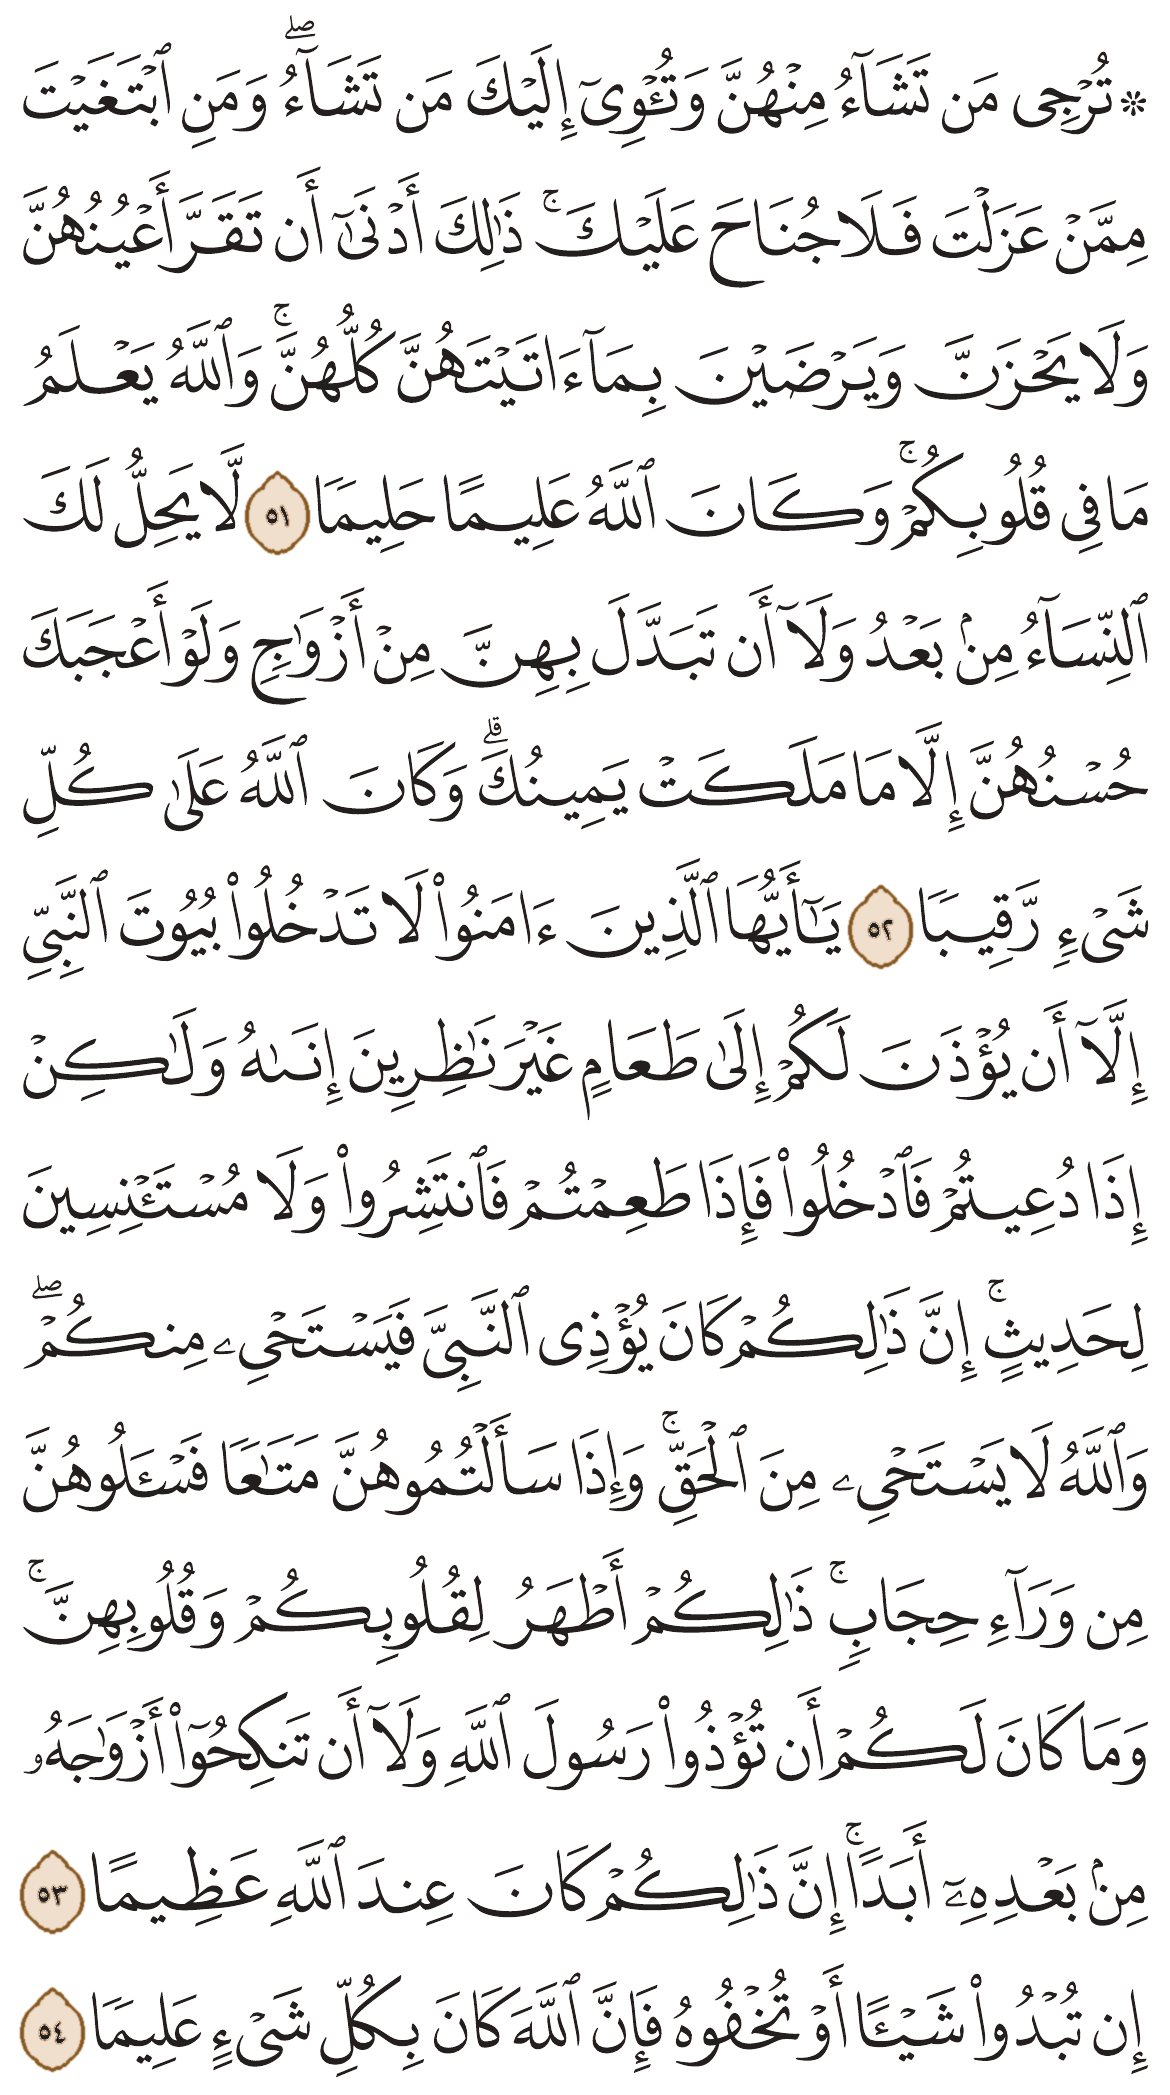 ۞ تُرْجِى مَن تَشَآءُ مِنْهُنَّ وَتُـْٔوِىٓ إِلَيْكَ مَن تَشَآءُ ۖ وَمَنِ ٱبْتَغَيْتَ
مِمَّنْ عَزَلْتَ فَلَا جُنَاحَ عَلَيْكَ ۚ ذَٰلِكَ أَدْنَىٰٓ أَن تَقَرَّ أَعْيُنُهُنَّ
وَلَا يَحْزَنَّ وَيَرْضَيْنَ بِمَآ ءَاتَيْتَهُنَّ كُلُّهُنَّ ۚ وَٱللَّهُ يَعْلَمُ
مَا فِى قُلُوبِكُمْ ۚ وَكَانَ ٱللَّهُ عَلِيمًا حَلِيمًا ٥١ لَّا يَحِلُّ لَكَ
ٱلنِّسَآءُ مِنۢ بَعْدُ وَلَآ أَن تَبَدَّلَ بِهِنَّ مِنْ أَزْوَٰجٍ وَلَوْ أَعْجَبَكَ
حُسْنُهُنَّ إِلَّا مَا مَلَكَتْ يَمِينُكَ ۗ وَكَانَ ٱللَّهُ عَلَىٰ كُلِّ
شَىْءٍ رَّقِيبًا ٥٢ يَـٰٓأَيُّهَا ٱلَّذِينَ ءَامَنُوا۟ لَا تَدْخُلُوا۟ بُيُوتَ ٱلنَّبِىِّ
إِلَّآ أَن يُؤْذَنَ لَكُمْ إِلَىٰ طَعَامٍ غَيْرَ نَـٰظِرِينَ إِنَىٰهُ وَلَـٰكِنْ
إِذَا دُعِيتُمْ فَٱدْخُلُوا۟ فَإِذَا طَعِمْتُمْ فَٱنتَشِرُوا۟ وَلَا مُسْتَـْٔنِسِينَ
لِحَدِيثٍ ۚ إِنَّ ذَٰلِكُمْ كَانَ يُؤْذِى ٱلنَّبِىَّ فَيَسْتَحْىِۦ مِنكُمْ ۖ
وَٱللَّهُ لَا يَسْتَحْىِۦ مِنَ ٱلْحَقِّ ۚ وَإِذَا سَأَلْتُمُوهُنَّ مَتَـٰعًا فَسْـَٔلُوهُنَّ
مِن وَرَآءِ حِجَابٍ ۚ ذَٰلِكُمْ أَطْهَرُ لِقُلُوبِكُمْ وَقُلُوبِهِنَّ ۚ
وَمَا كَانَ لَكُمْ أَن تُؤْذُوا۟ رَسُولَ ٱللَّهِ وَلَآ أَن تَنكِحُوٓا۟ أَزْوَٰجَهُۥ
مِنۢ بَعْدِهِۦٓ أَبَدًا ۚ إِنَّ ذَٰلِكُمْ كَانَ عِندَ ٱللَّهِ عَظِيمًا ٥٣
إِن تُبْدُوا۟ شَيْـًٔا أَوْ تُخْفُوهُ فَإِنَّ ٱللَّهَ كَانَ بِكُلِّ شَىْءٍ عَلِيمًا ٥٤